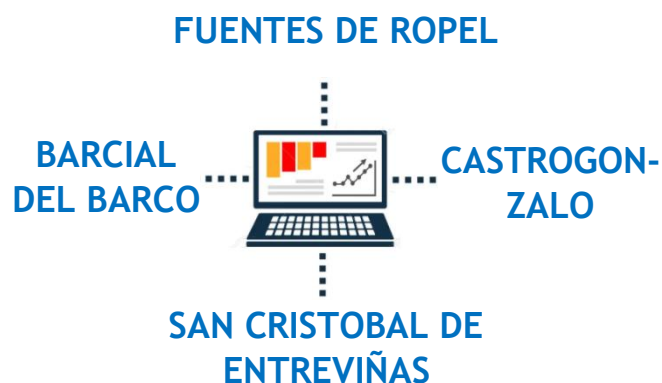 FUENTES DE ROPEL
BARCIAL
DEL BARCO
CASTROGON-
ZALO
SAN CRISTOBAL DE
ENTREVIÑAS